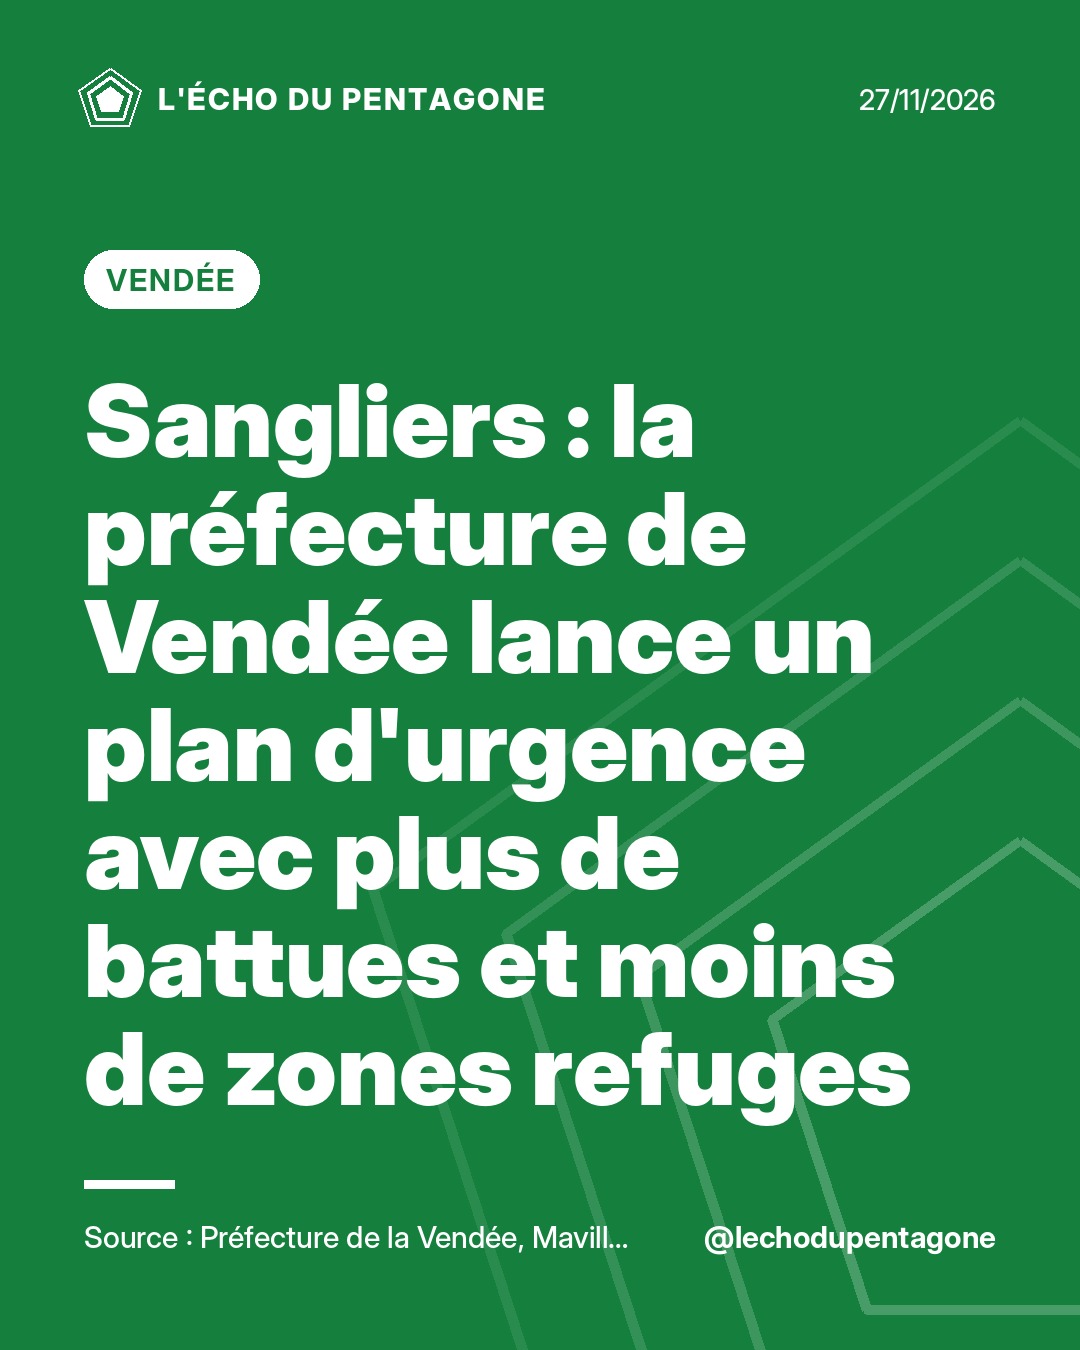 L'ÉCHO DU PENTAGONE
27/11/2026
VENDÉE
Sangliers : la
préfecture de
Vendée lance un
plan d'urgence
avec plus de
battues et moins
de zones refuges
Source : Préfecture de la Vendée, Mavill...
@lechodupentagone